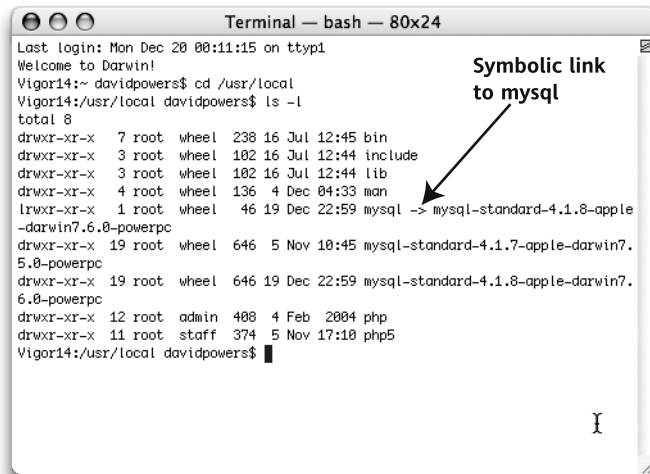 Terminal — bash — 80x24
Last login: Mon Dec 20 00:11:15 on ttyp1
Welcome to Darwin!
Vigor14:~ davidpowers$ cd /usr/local
Vigor14:/usr/local davidpowers$ ls -l
Symbolic link
to mysql
total 8
drwxr-xr-x 7 root wheel 238 16 Jul 12:45 bin
drwxr-xr-x 3 root wheel 102 16 Jul 12:44 include
drwxr-xr-x 3 root wheel 102 16 Jul 12:44 lib
drwxr-xr-x 4 root wheel 136 4 Dec 04:33 man
lrwxr-xr-x 1 root wheel 46 19 Dec 22:59 mysql -> mysql-standard-4.1.8-apple
-darwin7.6.0-powerpc
drwxr-xr-x 19 root wheel 646 5 Nov 10:45 mysql-standard-4.1.7-apple-darwin7.
5.0-powerpc
drwxr-xr-x 19 root wheel 646 19 Dec 22:59 mysql-standard-4.1.8-apple-darwin7.
6.0-powerpc
drwxr-xr-x 12 root admin 408 4 Feb 2004 php
drwxr-xr-x 11 root staff 374 5 Nov 17:10 php5
Vigor14:/usr/local davidpowers$